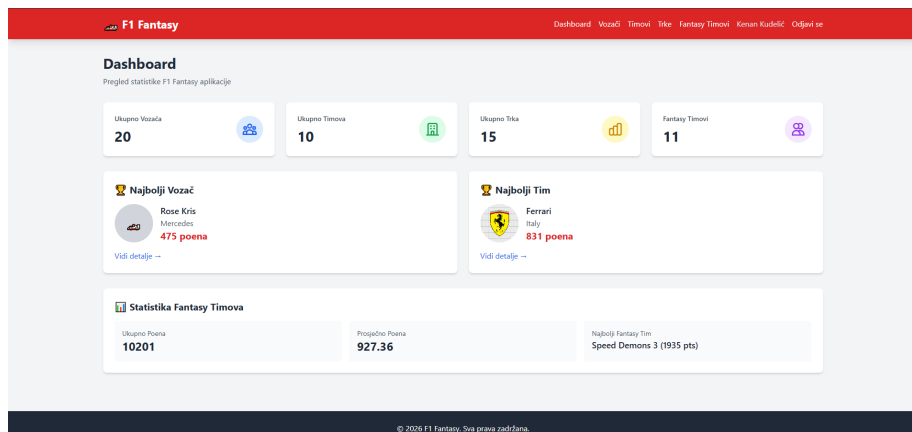 F1 Fantasy
Dashboard Vozači Timovi Trke Fantasy Timovi Kenan Kudelić Odjavi se
Dashboard
Pregled statistike F1 Fantasy aplikacije
Ukupno Vozača
20
Ukupno Timova
10
Ukupno Trka
15
Fantasy Timovi
11
🏆 Najbolji Vozač
Rose Kris
Mercedes
475 poena
Vidi detalje →
🏆 Najbolji Tim
Ferrari
Italy
831 poena
Vidi detalje →
📊 Statistika Fantasy Timova
Ukupno Poena
10201
Prosječno Poena
927.36
Najbolji Fantasy Tim
Speed Demons 3 (1935 pts)
© 2026 F1 Fantasy. Sva prava zadržana.